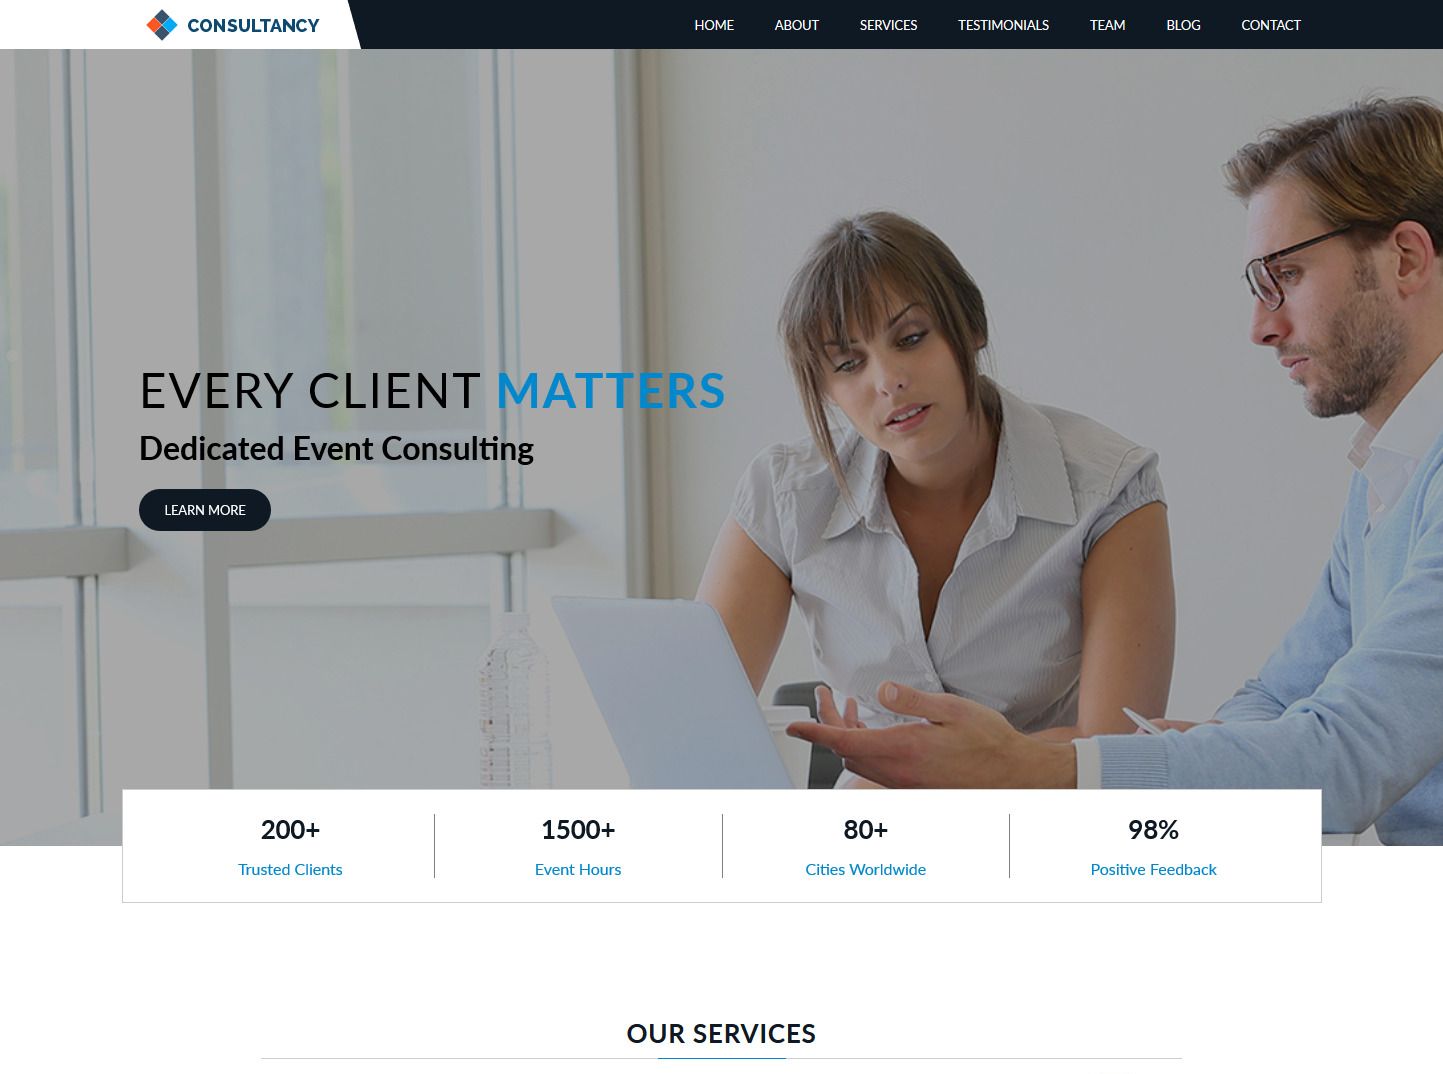 CONSULTANCY
HOME ABOUT SERVICES TESTIMONIALS TEAM BLOG CONTACT
EVERY CLIENT MATTERS
Dedicated Event Consulting
LEARN MORE
200+ 1500+ 80+ 98%
Trusted Clients Event Hours Cities Worldwide Positive Feedback
OUR SERVICES